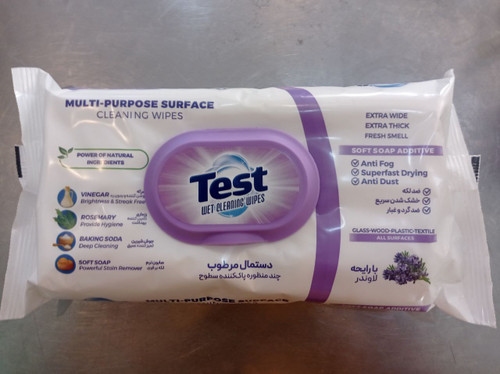 MULTI-PURPOSE SURFACE
CLEANING WIPES
POWER OF NATURAL
INGREDIENTS
VINEGAR
Brightness & Streak Free
ROSEMARY
Provide Hygiene
BAKING SODA
Deep Cleaning
SOFT SOAP
Powerful Stain Remover
Test
WET CLEANING WIPES
دستمال مرطوب
چند منظوره پاک‌کننده سطوح
EXTRA WIDE
EXTRA THICK
FRESH SMELL
SOFT SOAP ADDITIVE
Anti Fog
Superfast Drying
Anti Dust
ضد لکه
خشک شدن سریع
ضد گرد و غبار
GLASS-WOOD-PLASTIC-TEXTILE
ALL SURFACES
با رایحه
لاوندر
MULTI-PURPOSE SURFACE